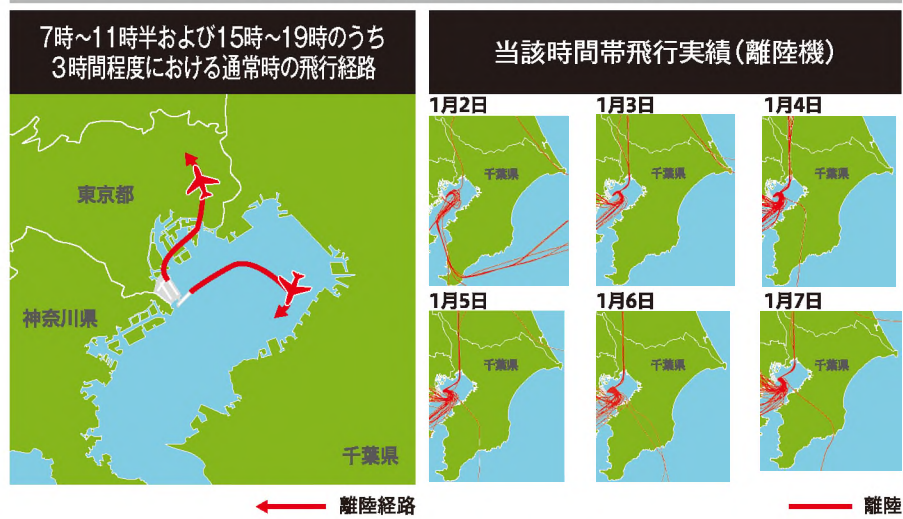 7時~11時半および15時~19時のうち
3時間程度における通常時の飛行経路
東京都
神奈川県
千葉県
離陸経路
当該時間帯飛行実績(離陸機)
1月2日
千葉県
1月3日
千葉県
1月4日
千葉県
1月5日
千葉県
1月6日
千葉県
1月7日
千葉県
離陸